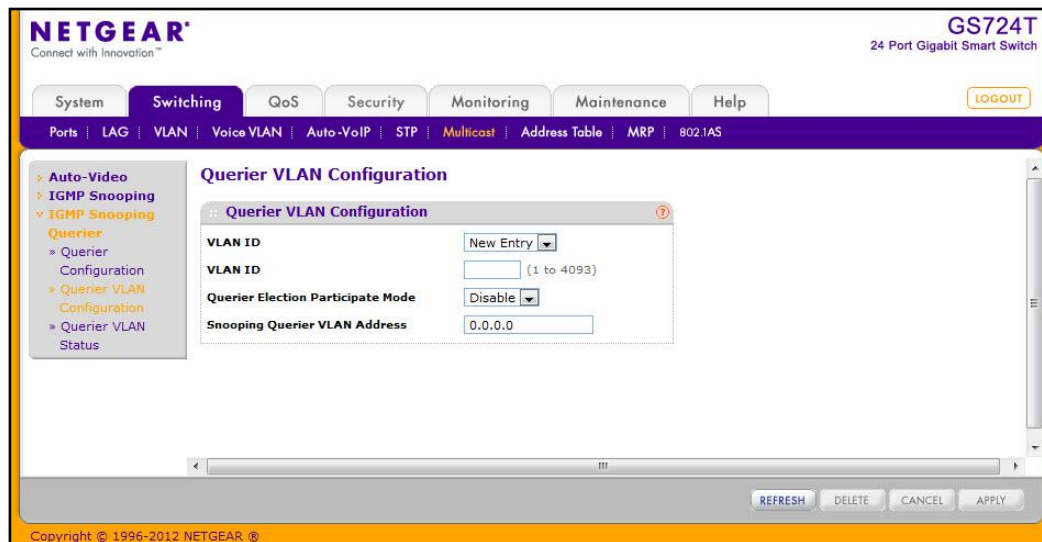 NETGEAR®
Connect with Innovation™
GS724T
24 Port Gigabit Smart Switch
System Switching QoS Security Monitoring Maintenance Help LOGOUT
Ports | LAG | VLAN | Voice VLAN | Auto-VoIP | STP | Multicast | Address Table | MRP | 802.1AS
Auto-Video
IGMP Snooping
IGMP Snooping
Querier
» Querier
Configuration
» Querier VLAN
Configuration
» Querier VLAN
Status
Querier VLAN Configuration
Querier VLAN Configuration ?
VLAN ID New Entry
VLAN ID (1 to 4093)
Querier Election Participate Mode Disable
Snooping Querier VLAN Address 0.0.0.0
REFRESH DELETE CANCEL APPLY
Copyright © 1996-2012 NETGEAR ®